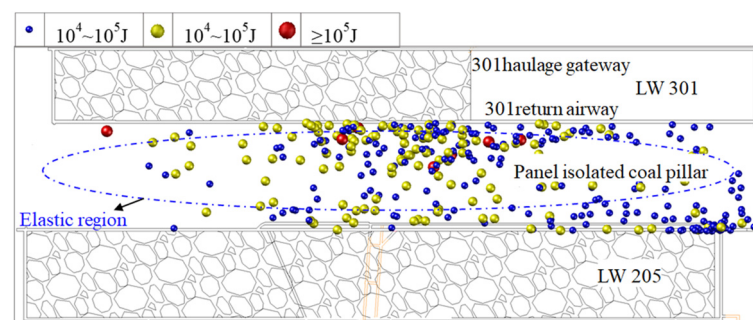 10⁴~10⁵J 10⁴~10⁵J ≥10⁵J
301haulage gateway
LW 301
301return airway
Panel isolated coal pillar
Elastic region
LW 205